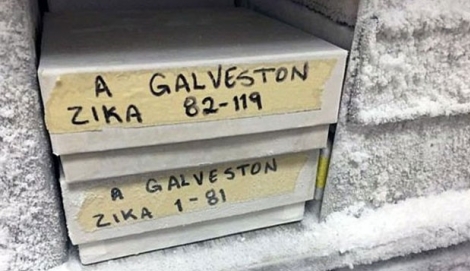 A GALVESTON
ZIKA 82-119
A GALVESTON
ZIKA 1-81